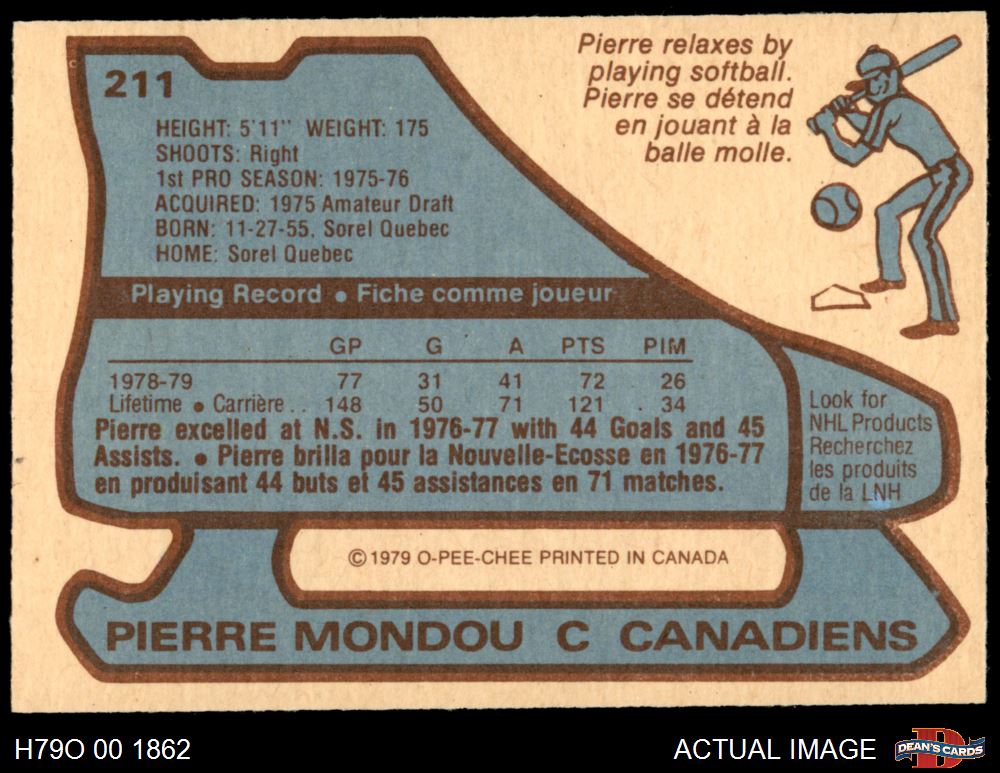 211
Pierre relaxes by
playing softball.
Pierre se détend
en jouant à la
balle molle.
HEIGHT: 5'11" WEIGHT: 175
SHOOTS: Right
1st PRO SEASON: 1975-76
ACQUIRED: 1975 Amateur Draft
BORN: 11-27-55, Sorel Quebec
HOME: Sorel Quebec
Playing Record • Fiche comme joueur
GP G A PTS PIM
1978-79 77 31 41 72 26
Lifetime • Carrière .. 148 50 71 121 . 34
Pierre excelled at N.S. in 1976-77 with 44 Goals and 45
Assists. • Pierre brilla pour la Nouvelle-Ecosse en 1976-77
en produisant 44 buts et 45 assistances en 71 matches.
Look for
NHL Products
Recherchez
les produits
de la LNH
© 1979 O-PEE-CHEE PRINTED IN CANADA
PIERRE MONDOU C CANADIENS
H79O 00 1862
ACTUAL IMAGE
D
DEAN'S CARDS